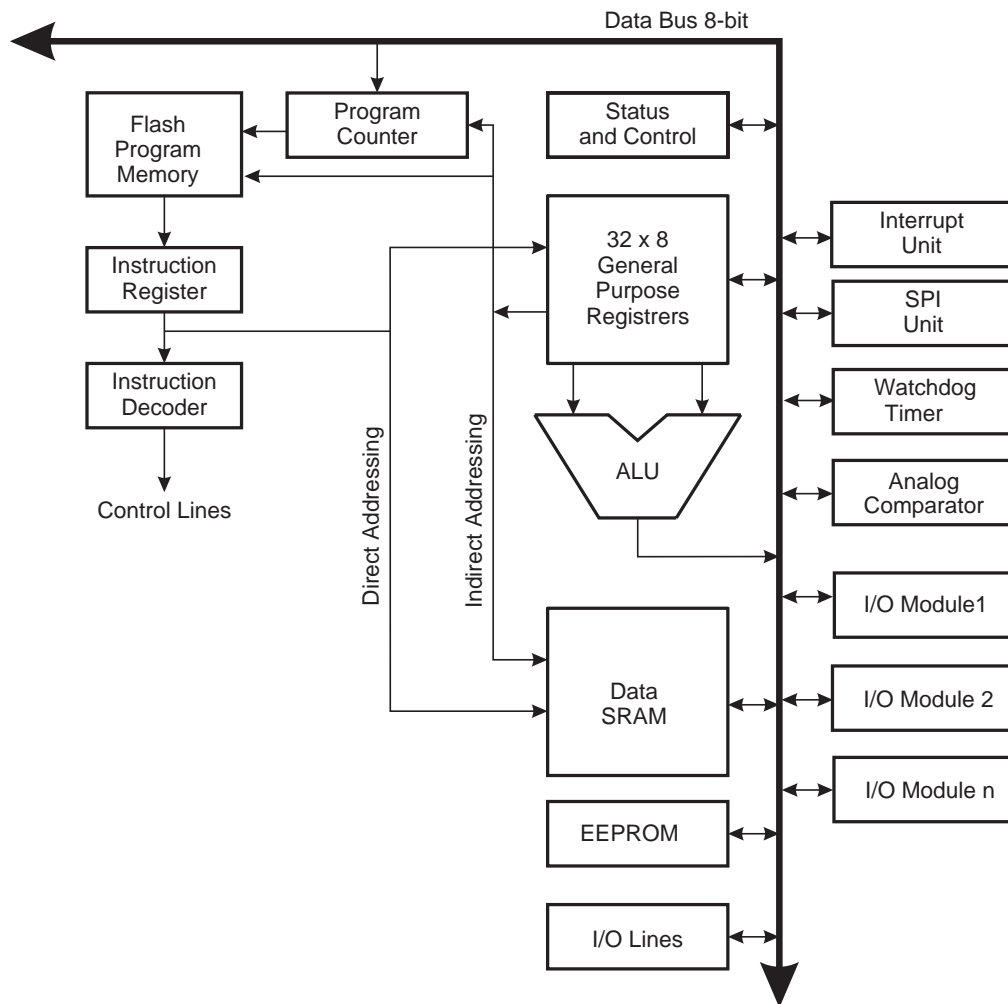 Data Bus 8-bit
Flash
Program
Memory
Program
Counter
Status
and Control
Interrupt
Unit
32 x 8
General
Purpose
Registrers
Instruction
Register
SPI
Unit
Instruction
Decoder
Watchdog
Timer
ALU
Analog
Comparator
Control Lines
Direct Addressing
Indirect Addressing
I/O Module1
Data
SRAM
I/O Module 2
I/O Module n
EEPROM
I/O Lines